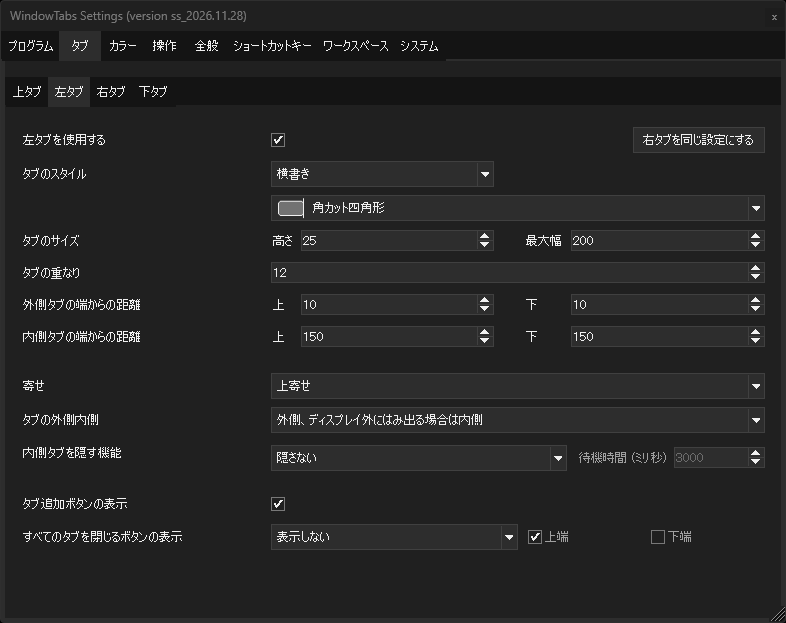 WindowTabs Settings (version ss_2026.11.28) x
プログラム タブ カラー 操作 全般 ショートカットキー ワークスペース システム
上タブ 左タブ 右タブ 下タブ
左タブを使用する 右タブを同じ設定にする
タブのスタイル 横書き
角カット四角形
タブのサイズ 高さ 25 最大幅 200
タブの重なり 12
外側タブの端からの距離 上 10 下 10
内側タブの端からの距離 上 150 下 150
寄せ 上寄せ
タブの外側内側 外側、ディスプレイ外にはみ出る場合は内側
内側タブを隠す機能 隠さない 待機時間 (ミリ秒) 3000
タブ追加ボタンの表示
すべてのタブを閉じるボタンの表示 表示しない 上端 下端